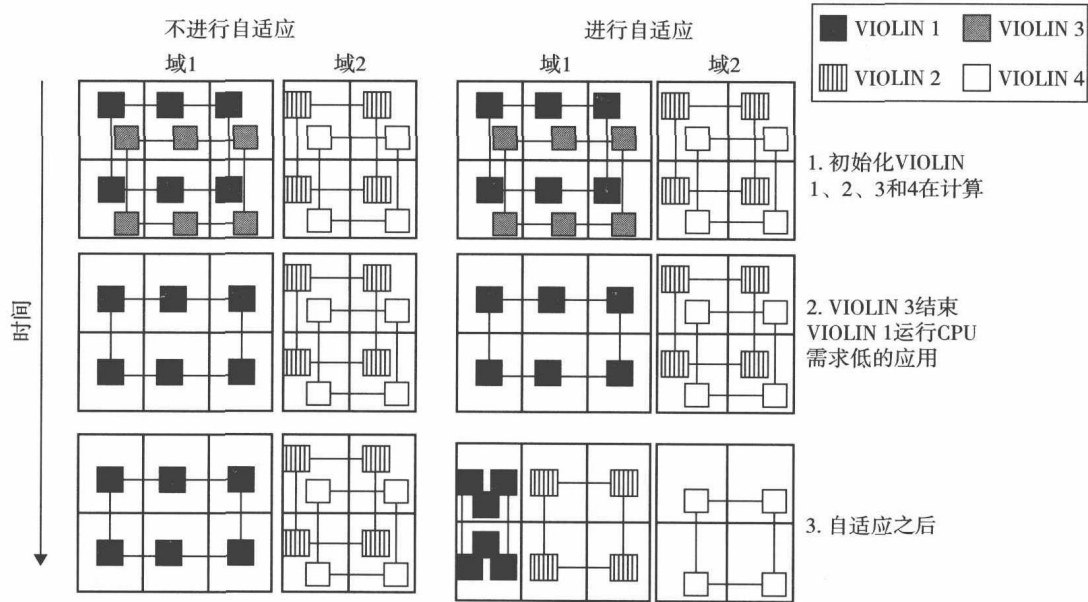 不进行自适应
进行自适应
域1
域2
域1
域2
VIOLIN 1
VIOLIN 3
VIOLIN 2
VIOLIN 4
时间
1. 初始化VIOLIN
1、2、3和4在计算
2. VIOLIN 3结束
VIOLIN 1运行CPU
需求低的应用
3. 自适应之后